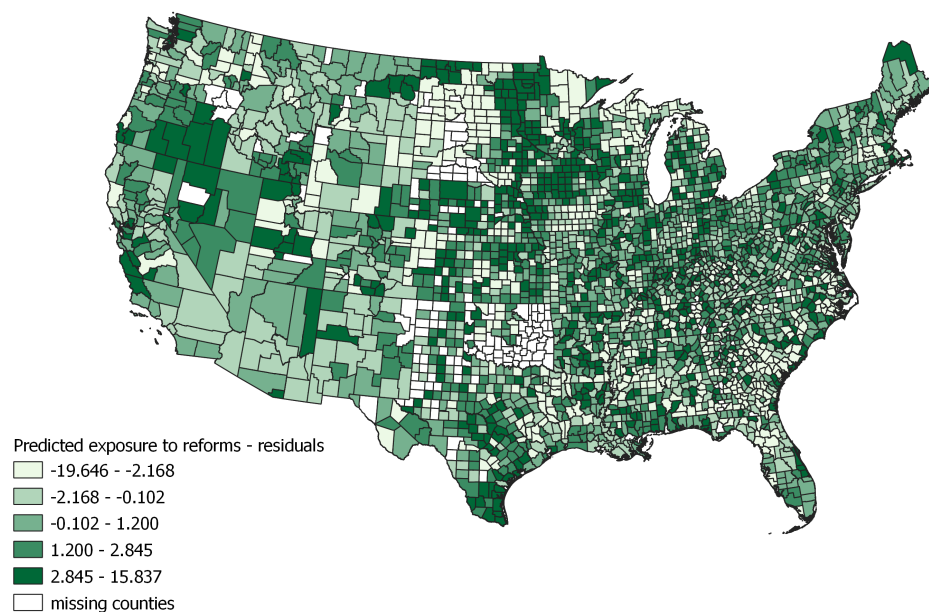 Predicted exposure to reforms - residuals
-19.646 - -2.168
-2.168 - -0.102
-0.102 - 1.200
1.200 - 2.845
2.845 - 15.837
missing counties